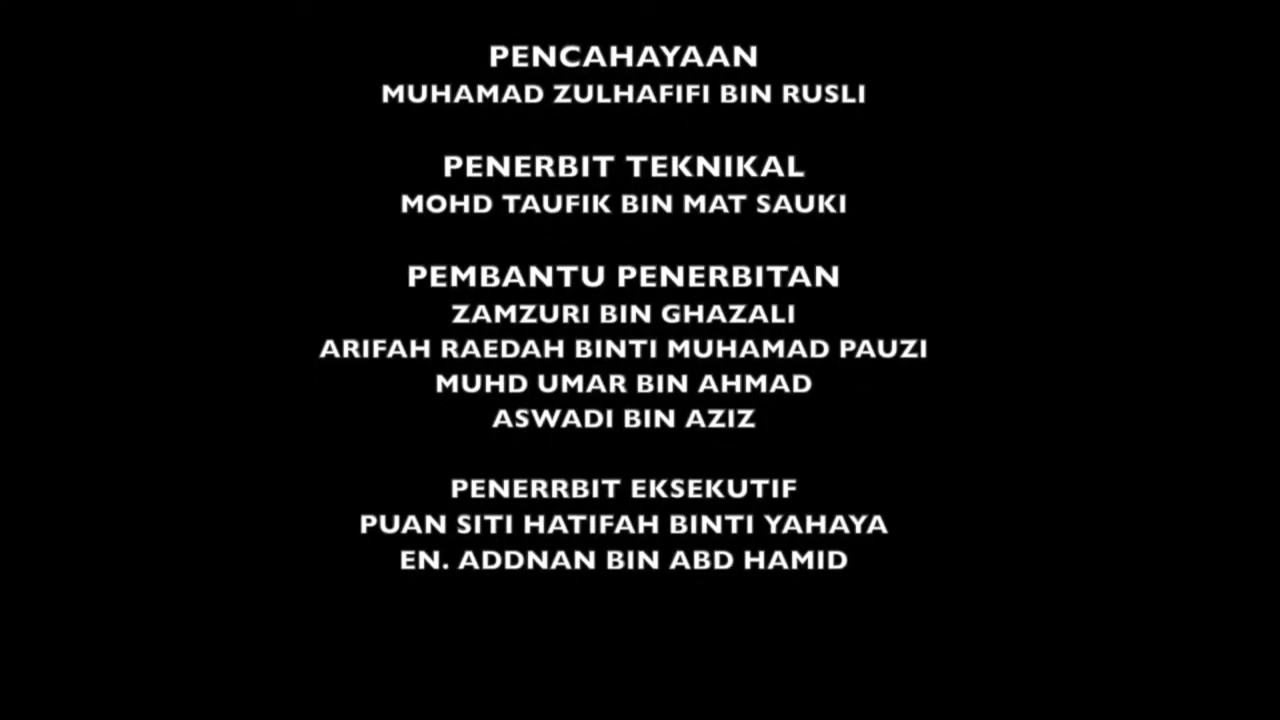 PENCAHAYAAN
MUHAMAD ZULHAFIFI BIN RUSLI
PENERBIT TEKNIKAL
MOHD TAUFIK BIN MAT SAUKI
PEMBANTU PENERBITAN
ZAMZURI BIN GHAZALI
ARIFAH RAEDAH BINTI MUHAMAD PAUZI
MUHD UMAR BIN AHMAD
ASWADI BIN AZIZ
PENERRBIT EKSEKUTIF
PUAN SITI HATIFAH BINTI YAHAYA
EN. ADDNAN BIN ABD HAMID